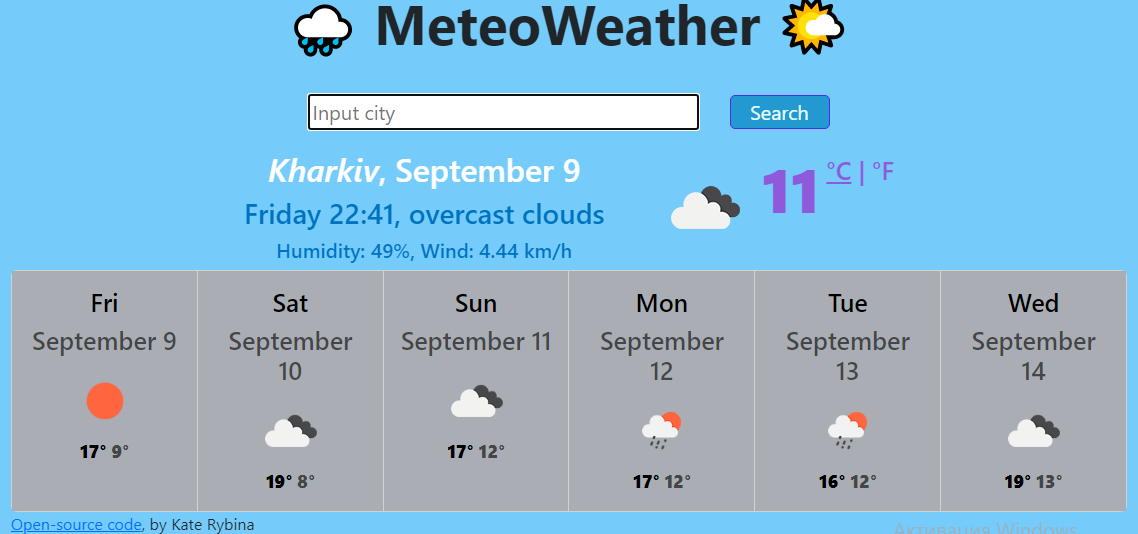 MeteoWeather
Input city
Search
Kharkiv, September 9
Friday 22:41, overcast clouds
Humidity: 49%, Wind: 4.44 km/h
11 °C | °F
Fri
September 9
17° 9°
Sat
September
10
19° 8°
Sun
September 11
17° 12°
Mon
September
12
17° 12°
Tue
September
13
16° 12°
Wed
September
14
19° 13°
Open-source code, by Kate Rybina
Активация Windows